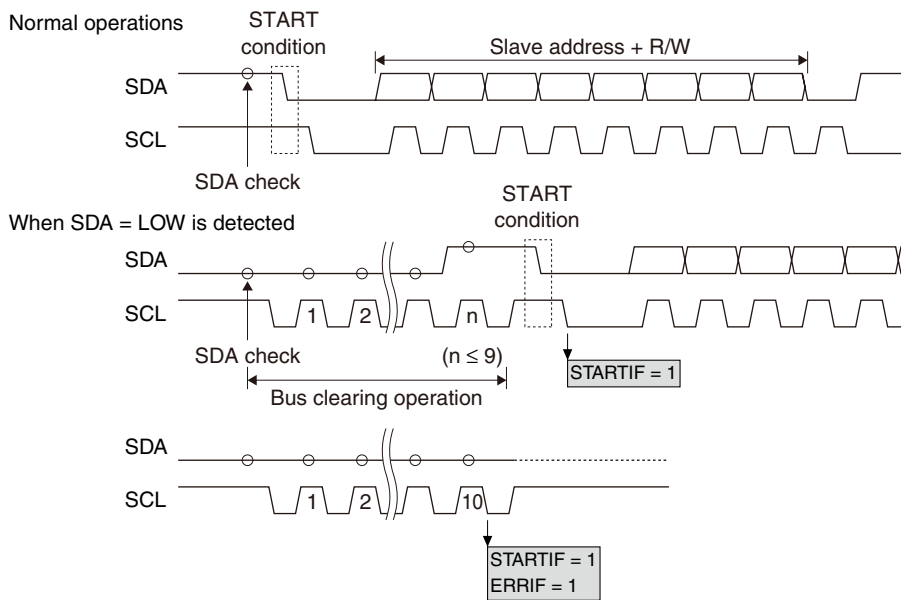 Normal operations
START
condition
Slave address + R/W
SDA
SCL
SDA check
When SDA = LOW is detected
START
condition
SDA
SCL
1
2
n
SDA check
(n ≤ 9)
STARTIF = 1
Bus clearing operation
SDA
SCL
1
2
10
STARTIF = 1
ERRIF = 1